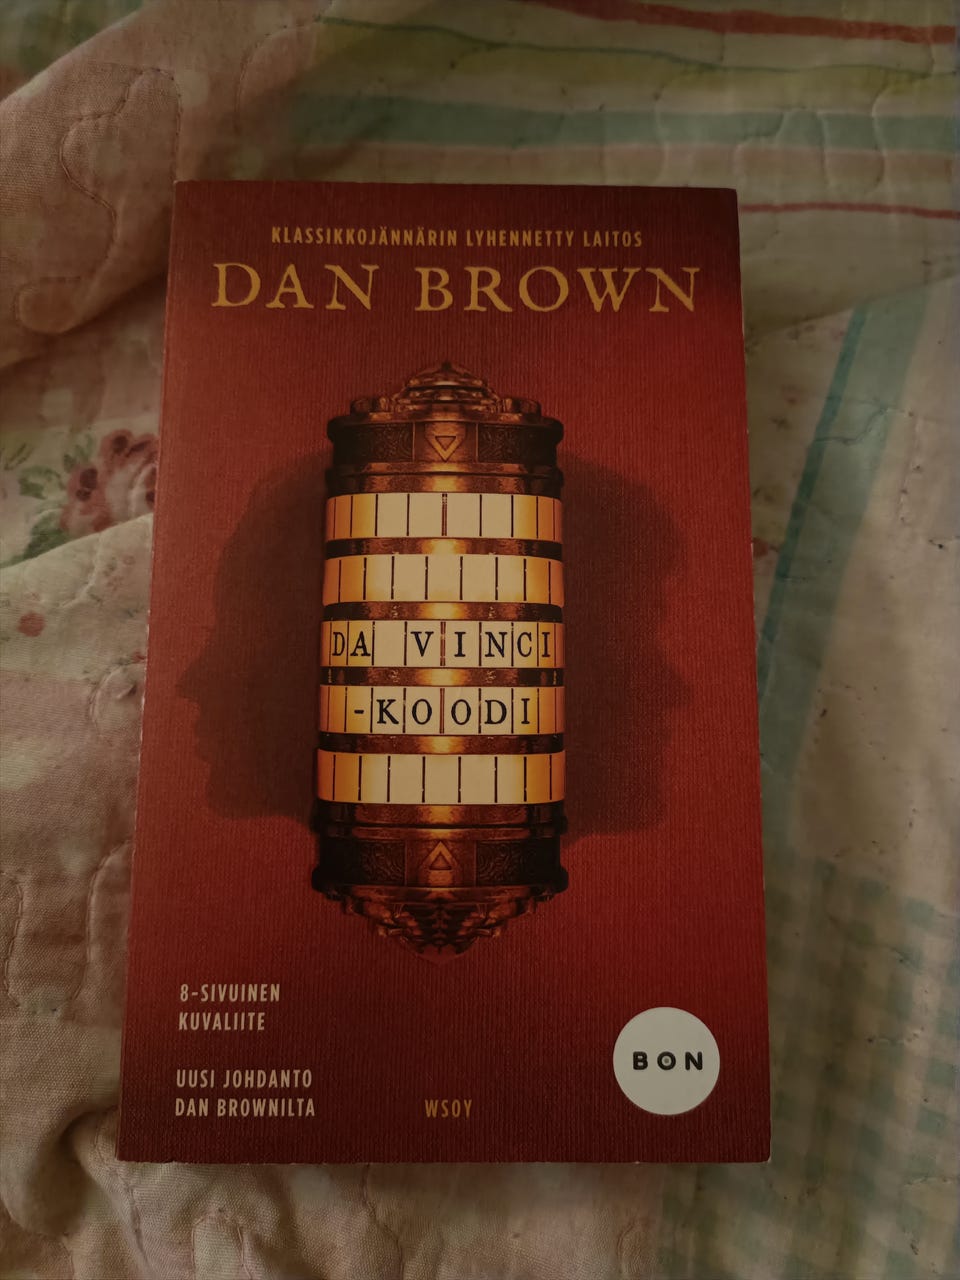 KLASSIKKOJÄNNÄRIN LYHENNETTY LAITOS
DAN BROWN
DA VINCI
-KOODI
8-SIVUINEN
KUVALIITE
UUSI JOHDANTO
DAN BROWNILTA
WSOY
BON